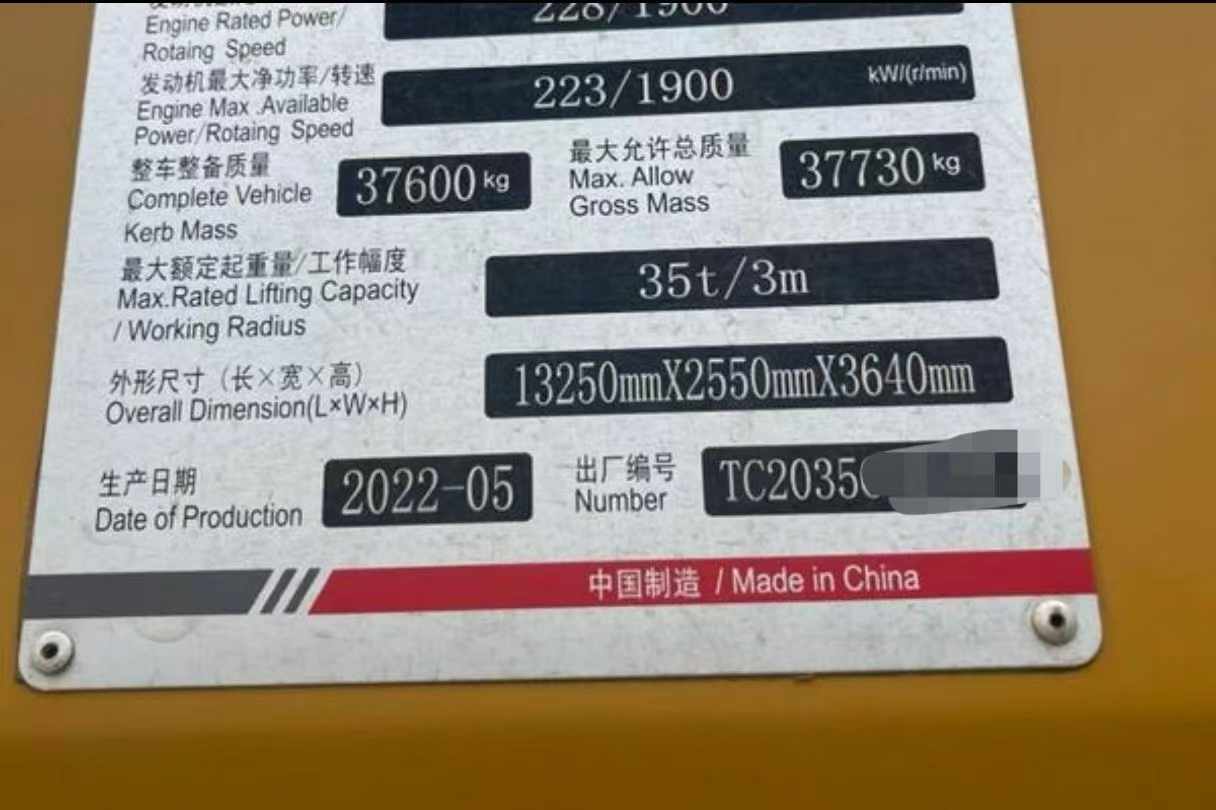 Engine Rated Power/
228/1900
Rotaing Speed
发动机最大净功率/转速
Engine Max .Available
Power/Rotaing Speed
223/1900 kW/(r/min)
整车整备质量
Complete Vehicle
Kerb Mass
37600 kg
最大允许总质量
Max. Allow
Gross Mass
37730 kg
最大额定起重量/工作幅度
Max.Rated Lifting Capacity
/ Working Radius
35t/3m
外形尺寸（长×宽×高）
Overall Dimension(L×W×H)
13250mmX2550mmX3640mm
生产日期
Date of Production
2022-05
出厂编号
Number
TC2035
中国制造 / Made in China